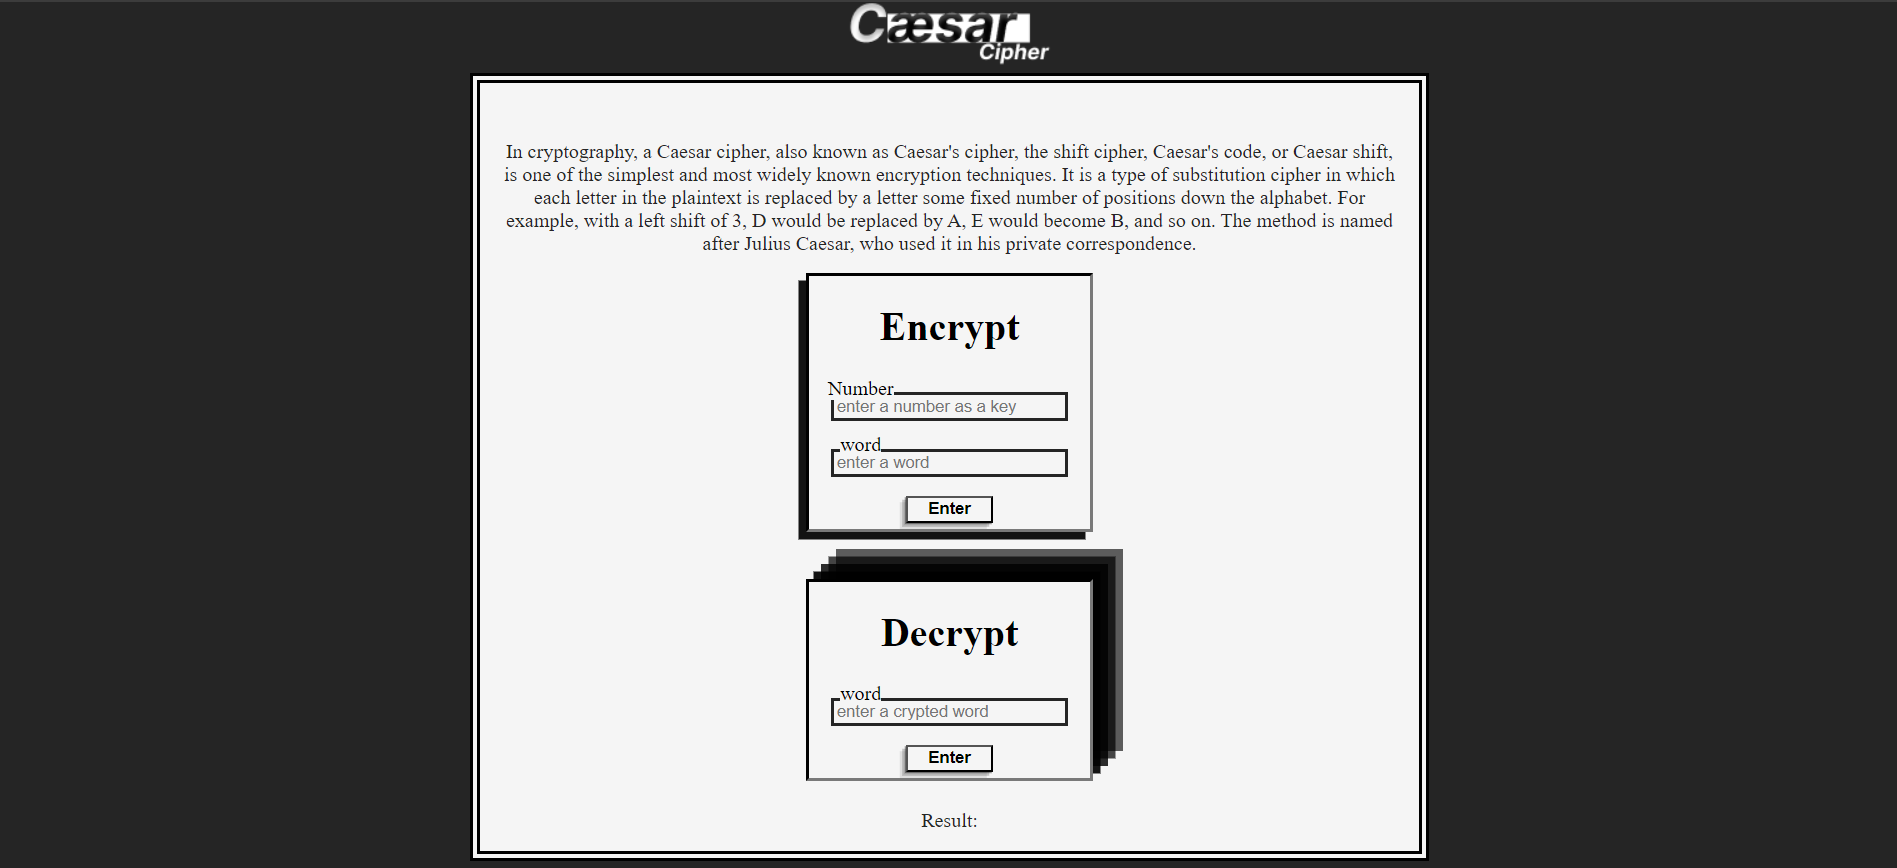 Cæsar
Cipher
In cryptography, a Caesar cipher, also known as Caesar's cipher, the shift cipher, Caesar's code, or Caesar shift,
is one of the simplest and most widely known encryption techniques. It is a type of substitution cipher in which
each letter in the plaintext is replaced by a letter some fixed number of positions down the alphabet. For
example, with a left shift of 3, D would be replaced by A, E would become B, and so on. The method is named
after Julius Caesar, who used it in his private correspondence.
Encrypt
Number
enter a number as a key
word
enter a word
Enter
Decrypt
word
enter a crypted word
Enter
Result: